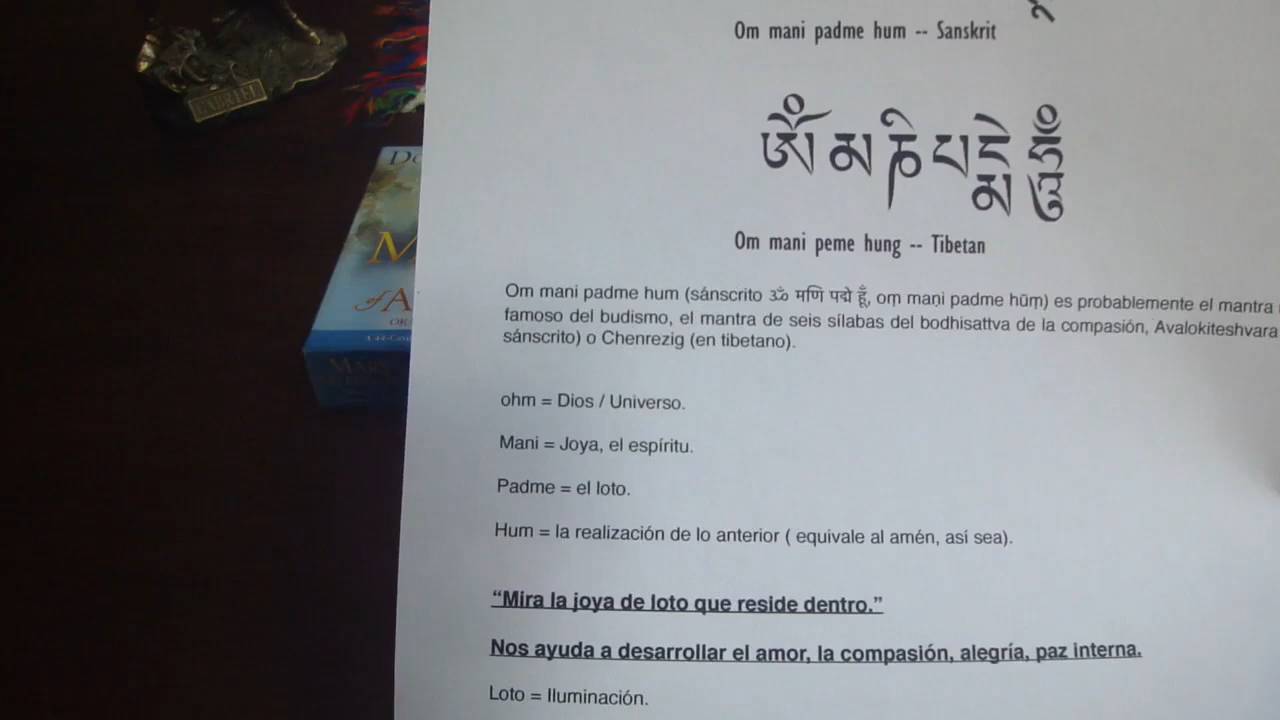 GABRIEL
Om mani padme hum -- Sanskrit
ༀ མ ཎི པ དྨེ ཧཱུྃ
Om mani peme hung -- Tibetan
Om mani padme hum (sánscrito ॐ मणि पद्मे हूँ, oṃ maṇi padme hūṃ) es probablemente el mantra
famoso del budismo, el mantra de seis sílabas del bodhisattva de la compasión, Avalokiteshvara
sánscrito) o Chenrezig (en tibetano).
ohm = Dios / Universo.
Mani = Joya, el espíritu.
Padme = el loto.
Hum = la realización de lo anterior ( equivale al amén, así sea).
“Mira la joya de loto que reside dentro.”
Nos ayuda a desarrollar el amor, la compasión, alegría, paz interna.
Loto = Iluminación.